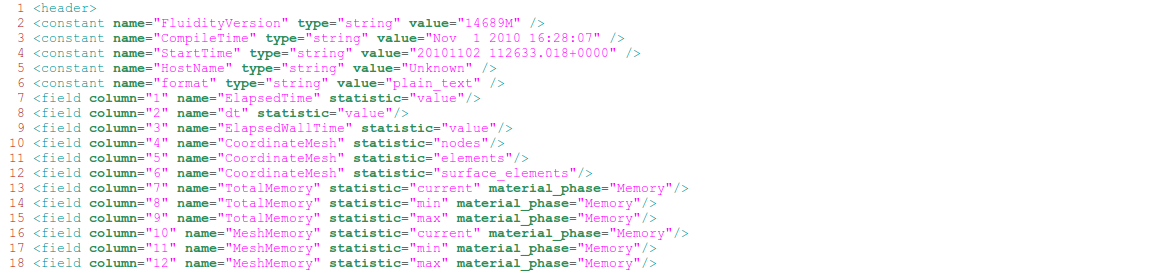 1 <header>
2 <constant name="FluidityVersion" type="string" value="14689M" />
3 <constant name="CompileTime" type="string" value="Nov  1 2010 16:28:07" />
4 <constant name="StartTime" type="string" value="20101102 112633.018+0000" />
5 <constant name="HostName" type="string" value="Unknown" />
6 <constant name="format" type="string" value="plain_text" />
7 <field column="1" name="ElapsedTime" statistic="value"/>
8 <field column="2" name="dt" statistic="value"/>
9 <field column="3" name="ElapsedWallTime" statistic="value"/>
10 <field column="4" name="CoordinateMesh" statistic="nodes"/>
11 <field column="5" name="CoordinateMesh" statistic="elements"/>
12 <field column="6" name="CoordinateMesh" statistic="surface_elements"/>
13 <field column="7" name="TotalMemory" statistic="current" material_phase="Memory"/>
14 <field column="8" name="TotalMemory" statistic="min" material_phase="Memory"/>
15 <field column="9" name="TotalMemory" statistic="max" material_phase="Memory"/>
16 <field column="10" name="MeshMemory" statistic="current" material_phase="Memory"/>
17 <field column="11" name="MeshMemory" statistic="min" material_phase="Memory"/>
18 <field column="12" name="MeshMemory" statistic="max" material_phase="Memory"/>